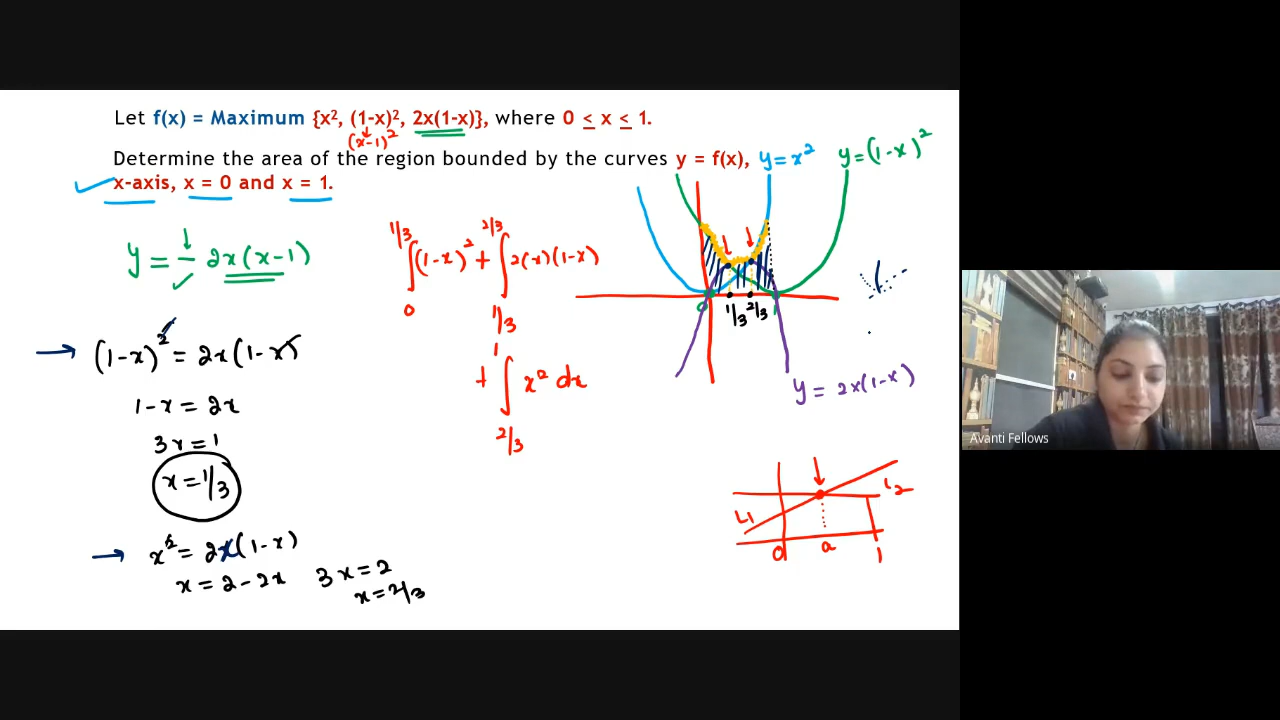 Let f(x) = Maximum {x², (1-x)², 2x(1-x)}, where 0 ≤ x ≤ 1.
(x-1)²
Determine the area of the region bounded by the curves y = f(x),
x-axis, x = 0 and x = 1.
y = x²
y = (1-x)²
y = - 2x(x-1)
∫₀^1/3 (1-x)² + ∫_1/3^2/3 2(x)(1-x)
+ ∫_2/3^1 x² dx
0 1/3 2/3 1
y = 2x(1-x)
→ (1-x)² = 2x(1-x)
1-x = 2x
3x = 1
x = 1/3
→ x² = 2x(1-x)
x = 2-2x
3x = 2
x = 2/3
L1 L2
0 a 1
Avanti Fellows